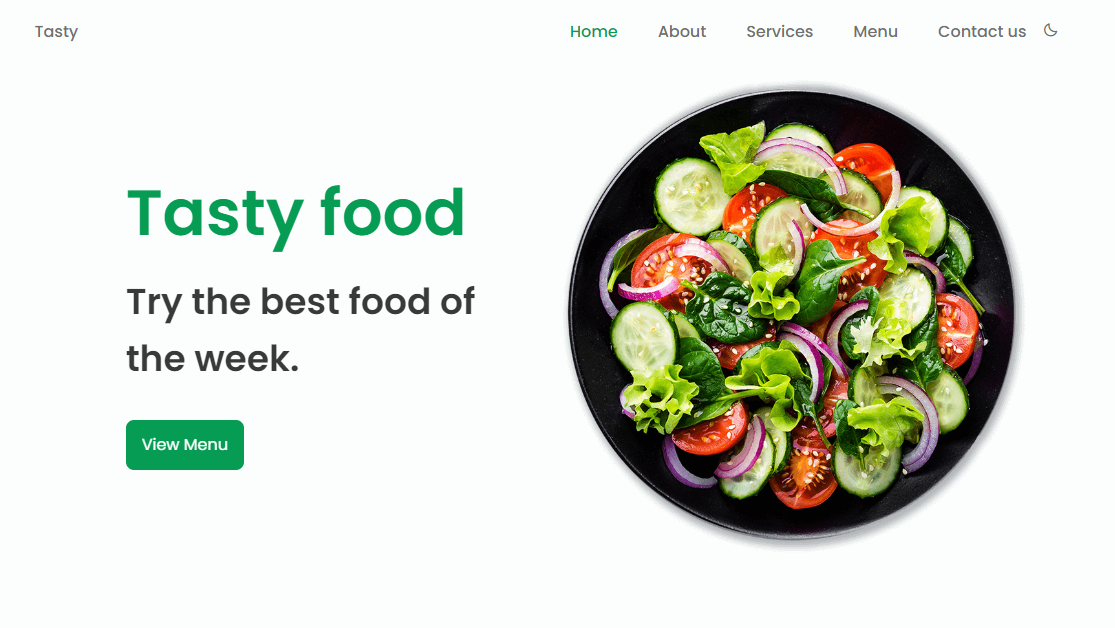 Tasty
Home About Services Menu Contact us
Tasty food
Try the best food of
the week.
View Menu